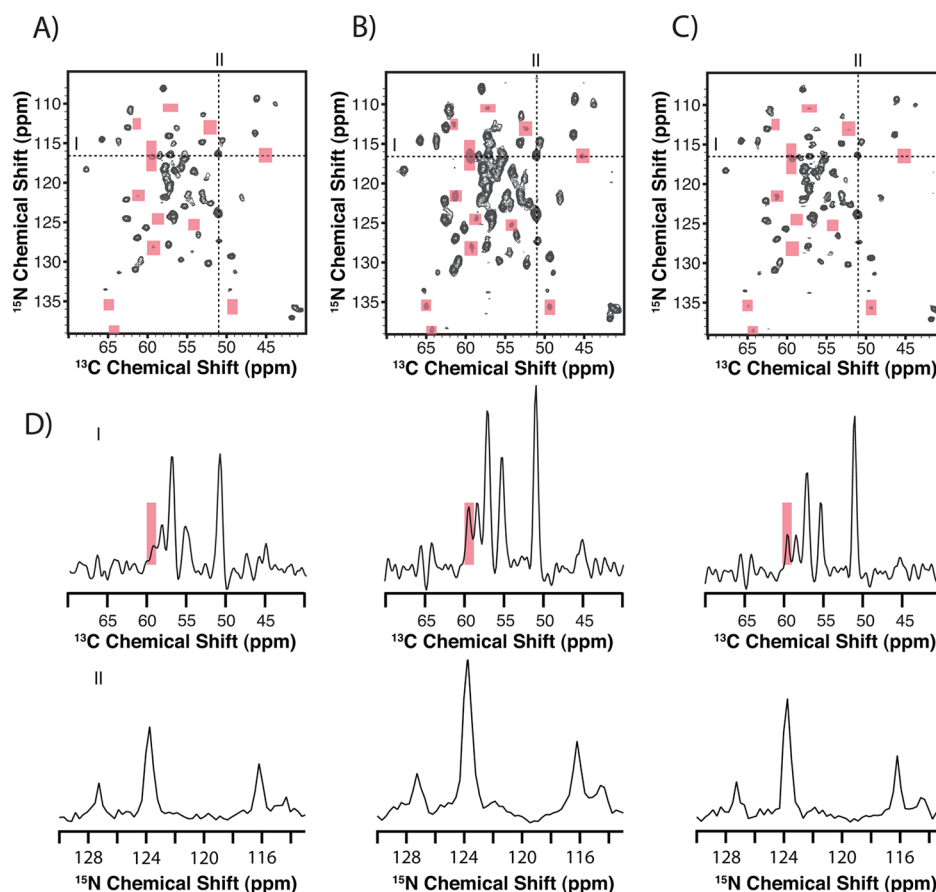 A) B) C)
II II II
110 110 110
115 115 115
I I I
120 120 120
125 125 125
130 130 130
135 135 135
¹⁵N Chemical Shift (ppm) ¹⁵N Chemical Shift (ppm) ¹⁵N Chemical Shift (ppm)
65 60 55 50 45 65 60 55 50 45 65 60 55 50 45
¹³C Chemical Shift (ppm) ¹³C Chemical Shift (ppm) ¹³C Chemical Shift (ppm)
D)
I
65 60 55 50 45 65 60 55 50 45 65 60 55 50 45
¹³C Chemical Shift (ppm) ¹³C Chemical Shift (ppm) ¹³C Chemical Shift (ppm)
II
128 124 120 116 128 124 120 116 128 124 120 116
¹⁵N Chemical Shift (ppm) ¹⁵N Chemical Shift (ppm) ¹⁵N Chemical Shift (ppm)